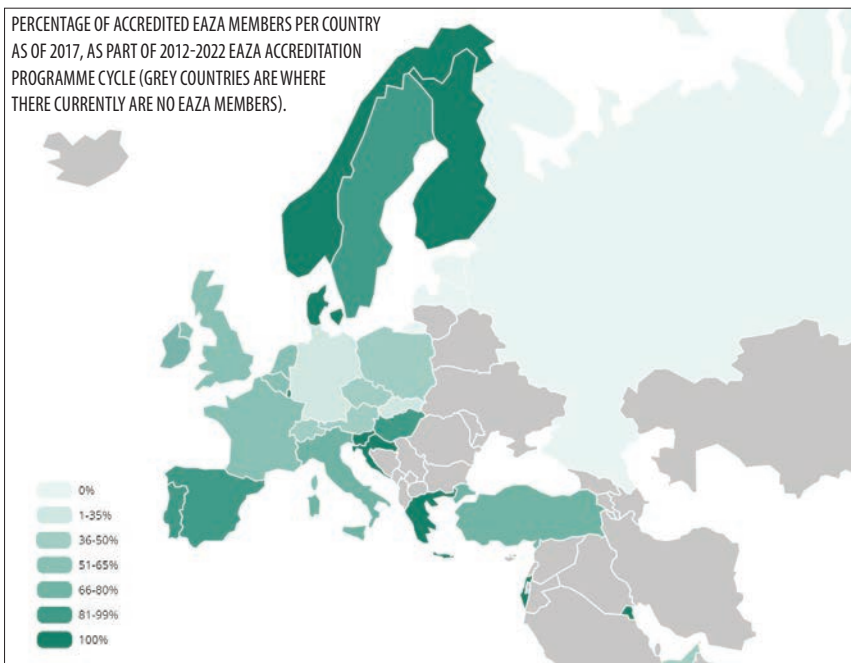 PERCENTAGE OF ACCREDITED EAZA MEMBERS PER COUNTRY
AS OF 2017, AS PART OF 2012-2022 EAZA ACCREDITATION
PROGRAMME CYCLE (GREY COUNTRIES ARE WHERE
THERE CURRENTLY ARE NO EAZA MEMBERS).
0%
1-35%
36-50%
51-65%
66-80%
81-99%
100%